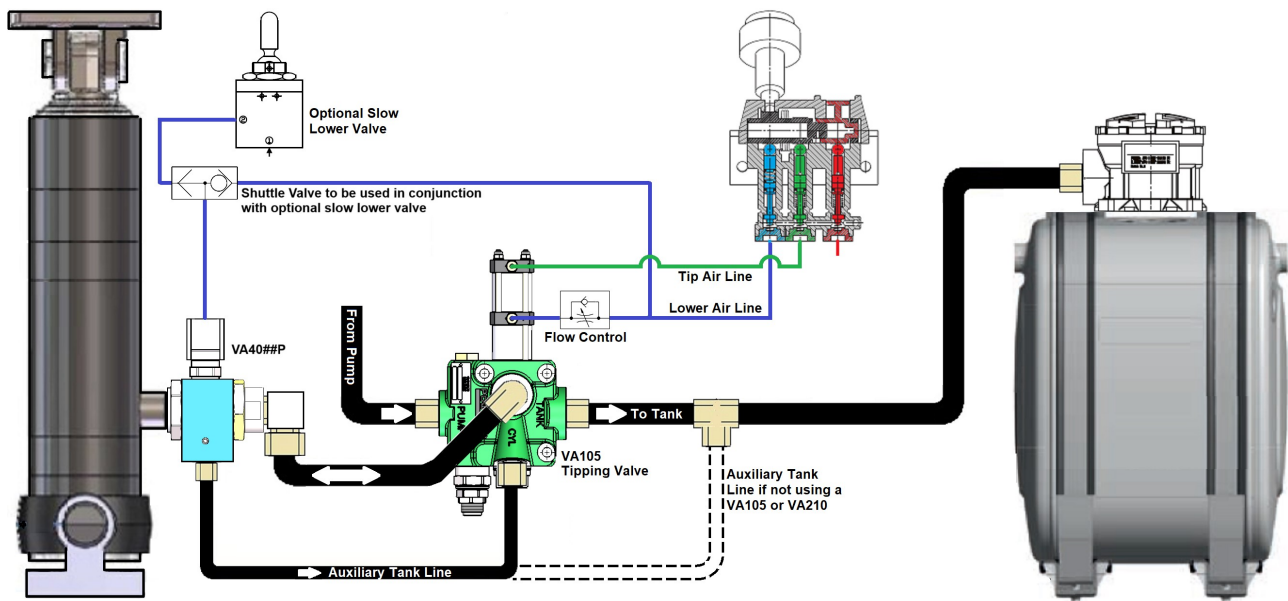 Optional Slow
Lower Valve
Shuttle Valve to be used in conjunction
with optional slow lower valve
Tip Air Line
Lower Air Line
Flow Control
VA40##P
From Pump
PUMP
TANK
CYL
To Tank
VA105
Tipping Valve
Auxiliary Tank
Line if not using a
VA105 or VA210
Auxiliary Tank Line